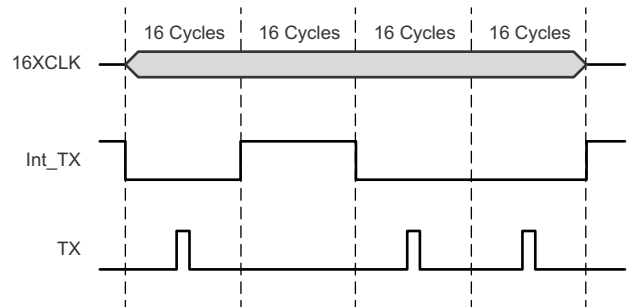 16 Cycles 16 Cycles 16 Cycles 16 Cycles
16XCLK
Int_TX
TX